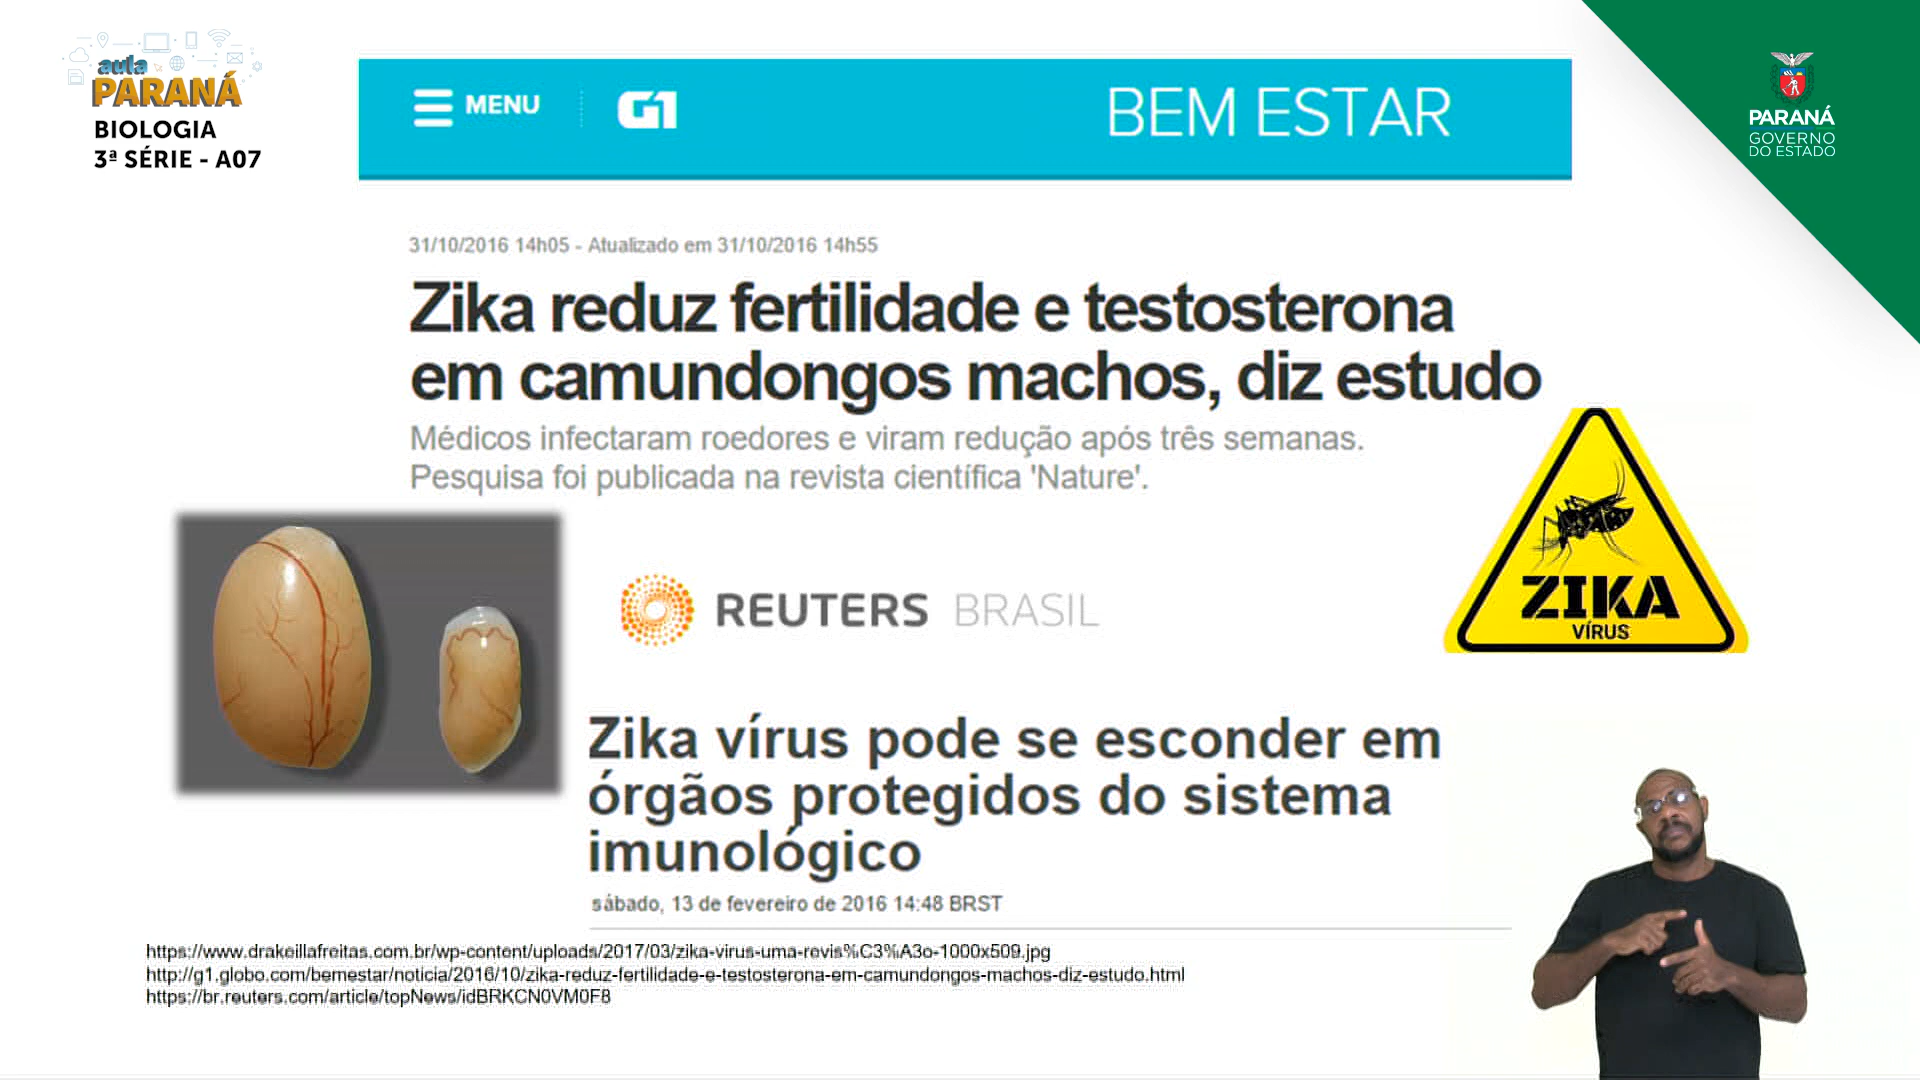 aula
PARANÁ
BIOLOGIA
3ª SÉRIE - A07
MENU
G1
BEM ESTAR
PARANÁ
GOVERNO
DO ESTADO
31/10/2016 14h05 - Atualizado em 31/10/2016 14h55
Zika reduz fertilidade e testosterona
em camundongos machos, diz estudo
Médicos infectaram roedores e viram redução após três semanas.
Pesquisa foi publicada na revista científica 'Nature'.
ZIKA
VÍRUS
REUTERS BRASIL
Zika vírus pode se esconder em
órgãos protegidos do sistema
imunológico
sábado, 13 de fevereiro de 2016 14:48 BRST
https://www.drakeillafreitas.com.br/wp-content/uploads/2017/03/zika-virus-uma-revis%C3%A3o-1000x509.jpg
http://g1.globo.com/bemestar/noticia/2016/10/zika-reduz-fertilidade-e-testosterona-em-camundongos-machos-diz-estudo.html
https://br.reuters.com/article/topNews/idBRKCN0VM0F8